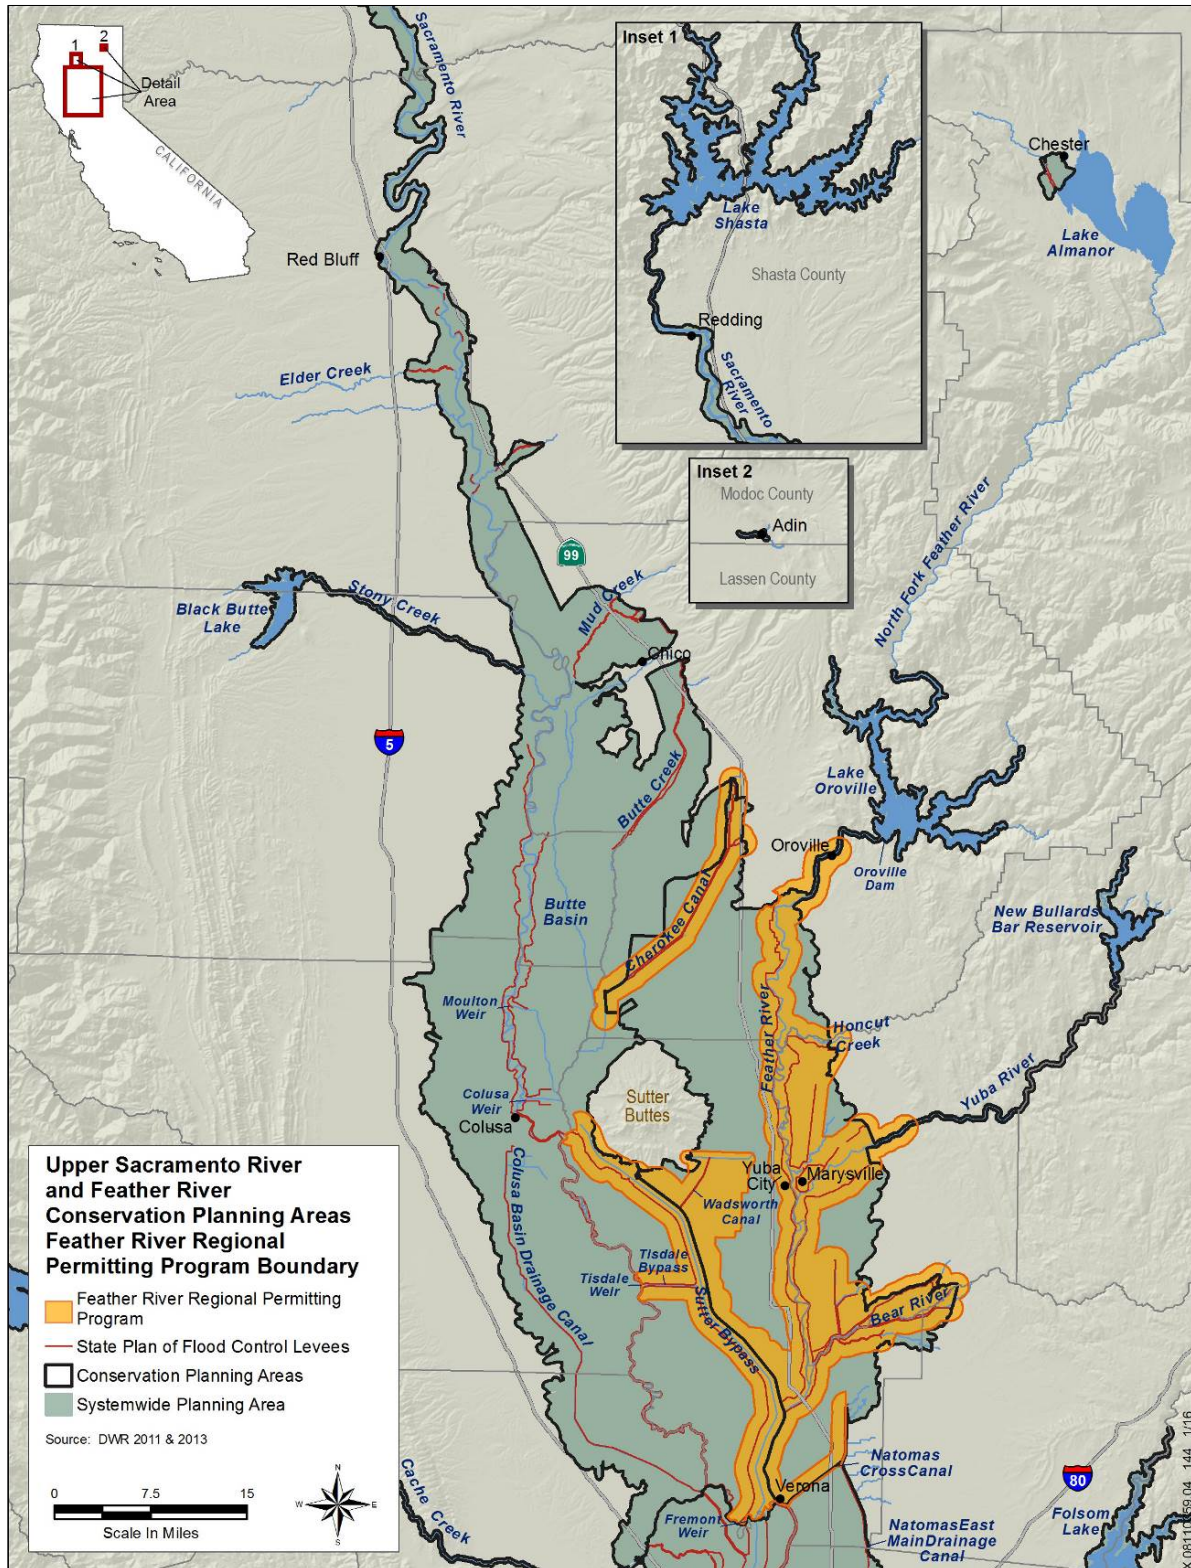 1
2
Detail
Area
CALIFORNIA
Sacramento River
Inset 1
Lake
Shasta
Shasta County
Redding
Sacramento
River
Chester
Lake
Almanor
Red Bluff
Elder Creek
Inset 2
Modoc County
Adin
Lassen County
North Fork Feather River
99
Mud Creek
Stony Creek
Black Butte
Lake
Chico
5
Butte Creek
Lake
Oroville
Oroville
Oroville
Dam
New Bullards
Bar Reservoir
Butte
Basin
Cherokee Canal
Feather River
Moulton
Weir
Honcut
Creek
Yuba River
Sutter
Buttes
Colusa
Weir
Colusa
Yuba
City
Marysville
Wadsworth
Canal
Colusa Basin Drainage Canal
Tisdale
Bypass
Tisdale
Weir
Sutter Bypass
Bear River
Upper Sacramento River
and Feather River
Conservation Planning Areas
Feather River Regional
Permitting Program Boundary
Feather River Regional Permitting
Program
State Plan of Flood Control Levees
Conservation Planning Areas
Systemwide Planning Area
Source: DWR 2011 & 2013
0 7.5 15
Scale In Miles
N
W E
S
Cache Creek
Fremont
Weir
Verona
Natomas
CrossCanal
80
Folsom
Lake
NatomasEast
MainDrainage
Canal
144 1/16